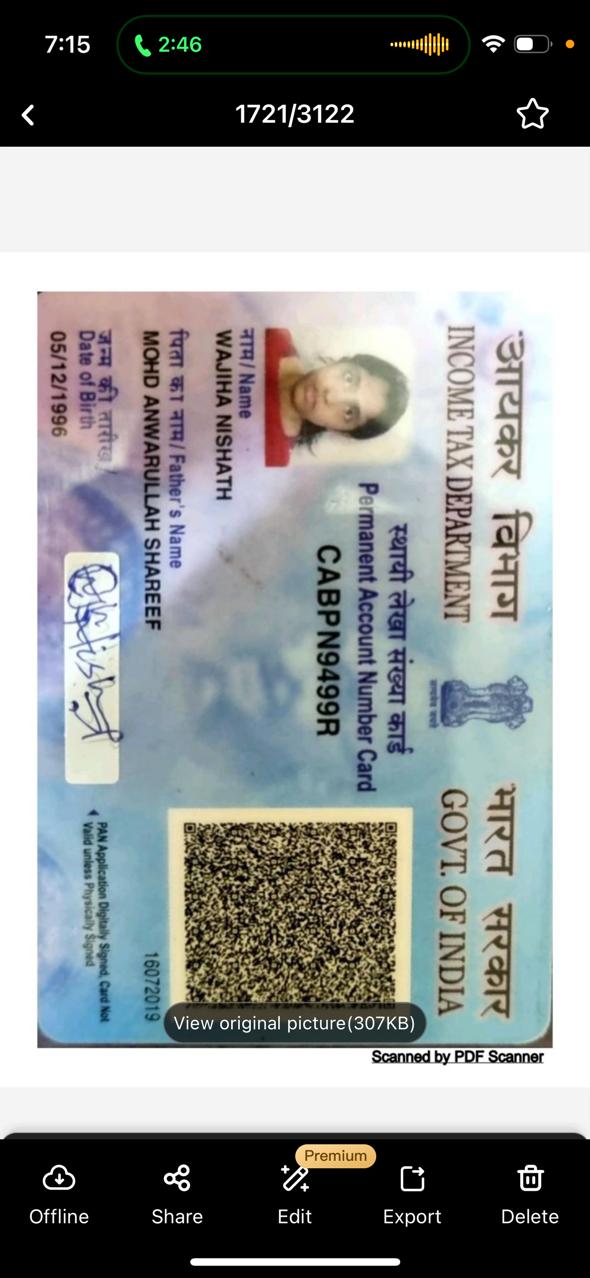 7:15
2:46
1721/3122
आयकर विभाग
INCOME TAX DEPARTMENT
भारत सरकार
GOVT. OF INDIA
सत्यमेव जयते
स्थायी लेखा संख्या कार्ड
Permanent Account Number Card
CABPN9499R
नाम / Name
WAJIHA NISHATH
पिता का नाम / Father's Name
MOHD ANWARULLAH SHAREEF
जन्म की तारीख /
Date of Birth
05/12/1996
16072019
PAN Application Digitally Signed, Card Not
Valid unless Physically Signed
View original picture(307KB)
Scanned by PDF Scanner
Premium
Offline
Share
Edit
Export
Delete